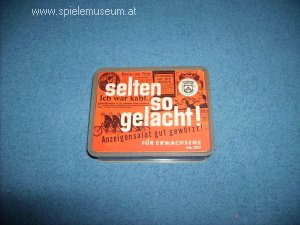 www.spielemuseum.at
Ich war kahl.
selten
so
gelacht!
Anzeigensalat gut gewürzt!
FÜR ERWACHSENE